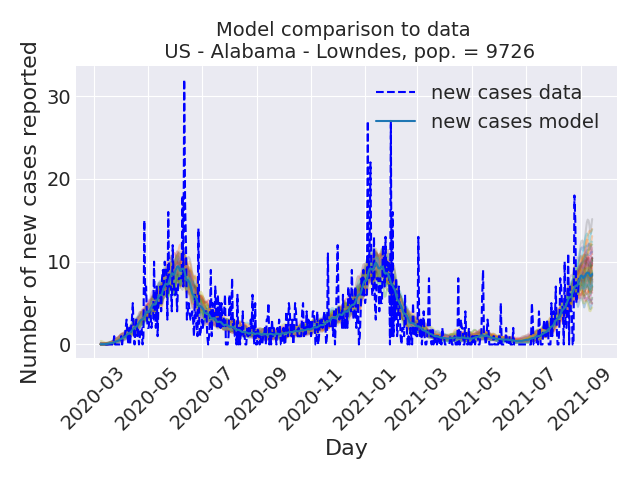 Model comparison to data
US - Alabama - Lowndes, pop. = 9726
Number of new cases reported
30
20
10
0
new cases data
new cases model
2020-03
2020-05
2020-07
2020-09
2020-11
2021-01
2021-03
2021-05
2021-07
2021-09
Day